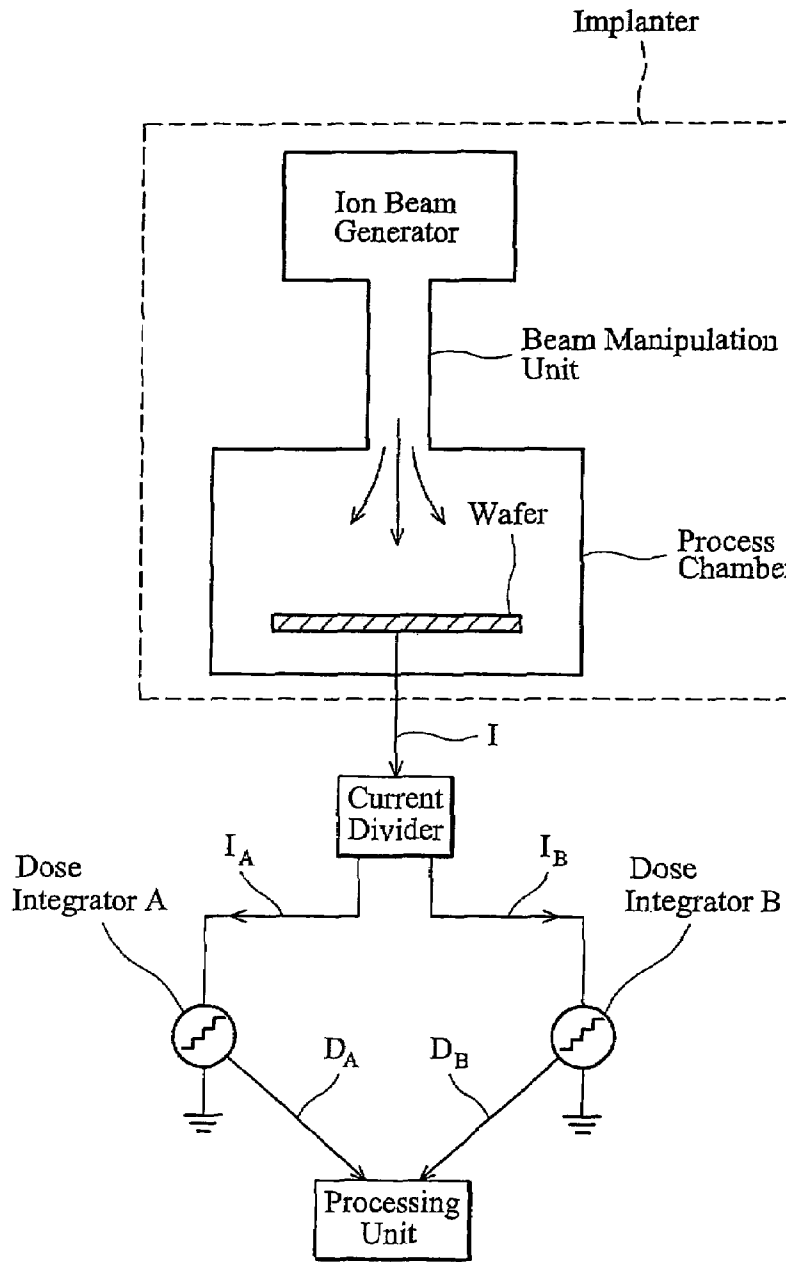 Implanter
Ion Beam
Generator
Beam Manipulation
Unit
Wafer
Process
Chamber
I
Current
Divider
I_A
I_B
Dose
Integrator A
Dose
Integrator B
D_A
D_B
Processing
Unit